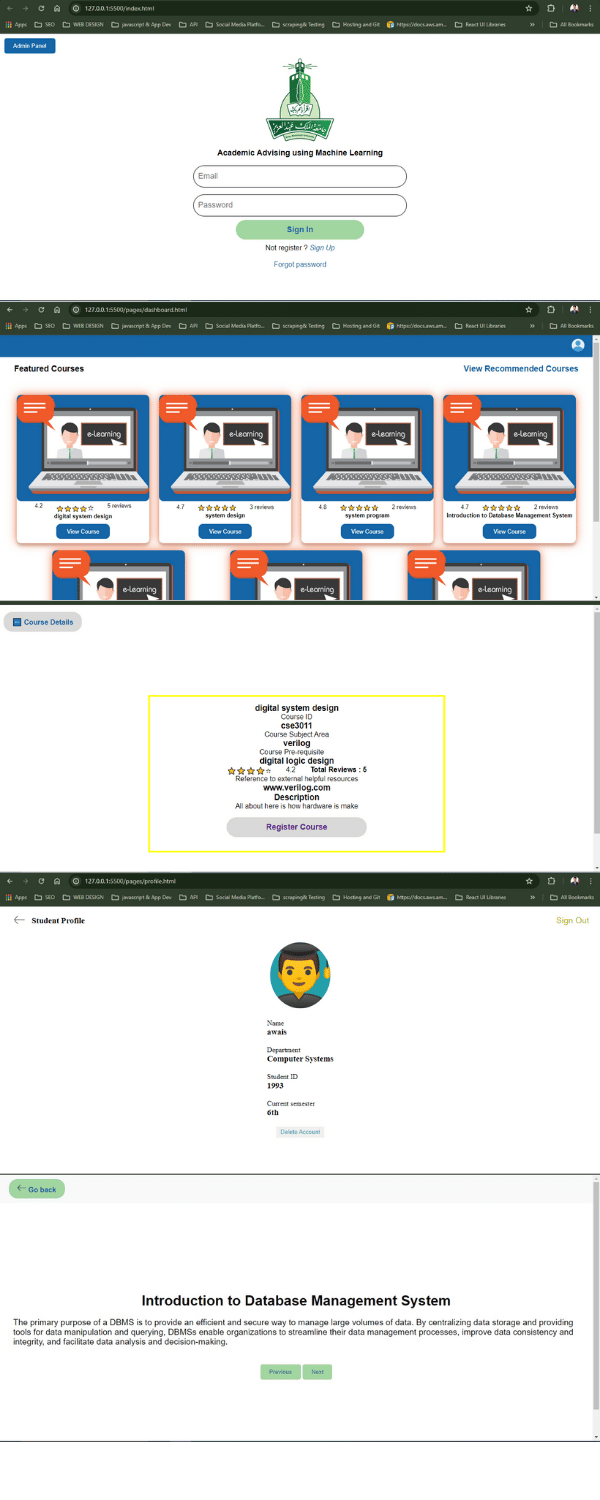 127.0.0.1:5500/index.html
Apps SEO WEB DESIGN javascript & App Dev API Social Media Platfo... scraping& Testing Hosting and Git https://docs.aws.am... React UI Libraries » All Bookmarks
Admin Panel
Academic Advising using Machine Learning
Email
Password
Sign In
Not register ? Sign Up
Forgot password
127.0.0.1:5500/pages/dashboard.html
Apps SEO WEB DESIGN javascript & App Dev API Social Media Platfo... scraping& Testing Hosting and Git https://docs.aws.am... React UI Libraries » All Bookmarks
Featured Courses View Recommended Courses
e-Learning e-Learning e-Learning e-Learning
4.2 5 reviews 4.7 3 reviews 4.8 2 reviews 4.7 2 reviews
digital system design system design system program Introduction to Database Management System
View Course View Course View Course View Course
e-Learning e-Learning e-Learning
Course Details
digital system design
Course ID
cse3011
Course Subject Area
verilog
Course Pre-requisite
digital logic design
4.2 Total Reviews : 5
Reference to external helpful resources
www.verilog.com
Description
All about here is how hardware is make
Register Course
127.0.0.1:5500/pages/profile.html
Apps SEO WEB DESIGN javascript & App Dev API Social Media Platfo... scraping& Testing Hosting and Git https://docs.aws.am... React UI Libraries » All Bookmarks
Student Profile Sign Out
Name
awais
Department
Computer Systems
Student ID
1993
Current semester
6th
Delete Account
Go back
Introduction to Database Management System
The primary purpose of a DBMS is to provide an efficient and secure way to manage large volumes of data. By centralizing data storage and providing
tools for data manipulation and querying, DBMSs enable organizations to streamline their data management processes, improve data consistency and
integrity, and facilitate data analysis and decision-making.
Previous Next